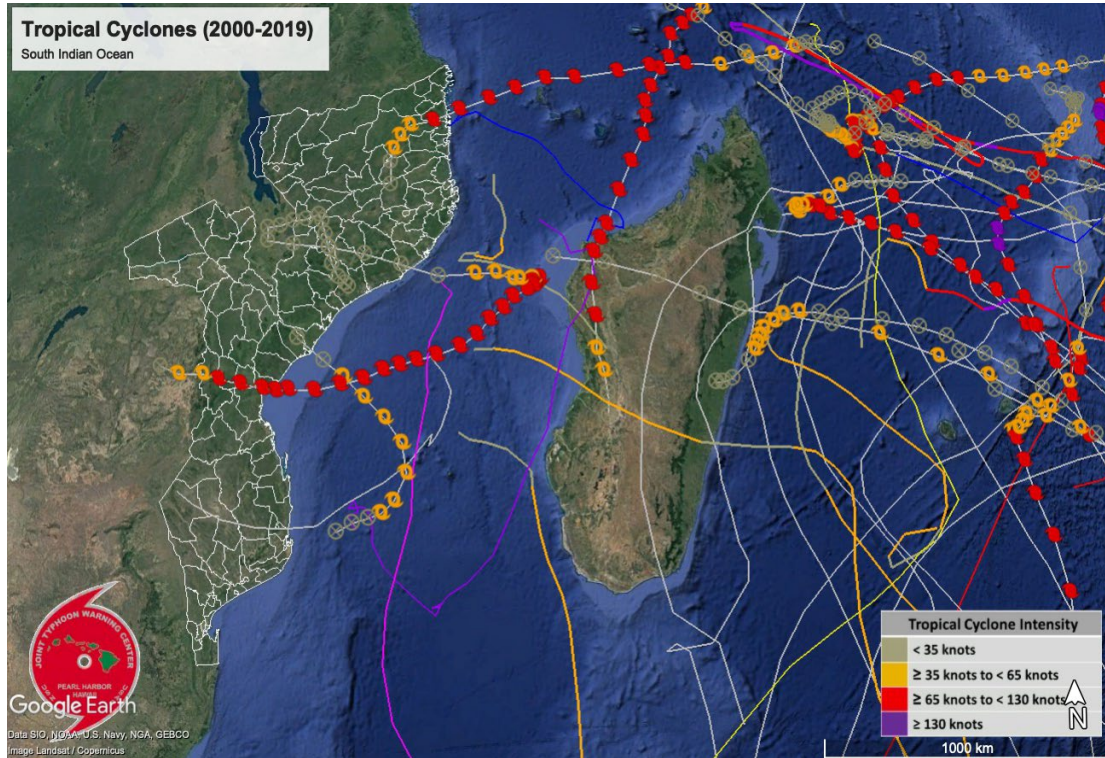 Tropical Cyclones (2000-2019)
South Indian Ocean
JOINT TYPHOON WARNING CENTER
PEARL HARBOR
HAWAII
Google Earth
Data SIO, NOAA, U.S. Navy, NGA, GEBCO
Image Landsat / Copernicus
Tropical Cyclone Intensity
< 35 knots
≥ 35 knots to < 65 knots
≥ 65 knots to < 130 knots
≥ 130 knots
N
1000 km